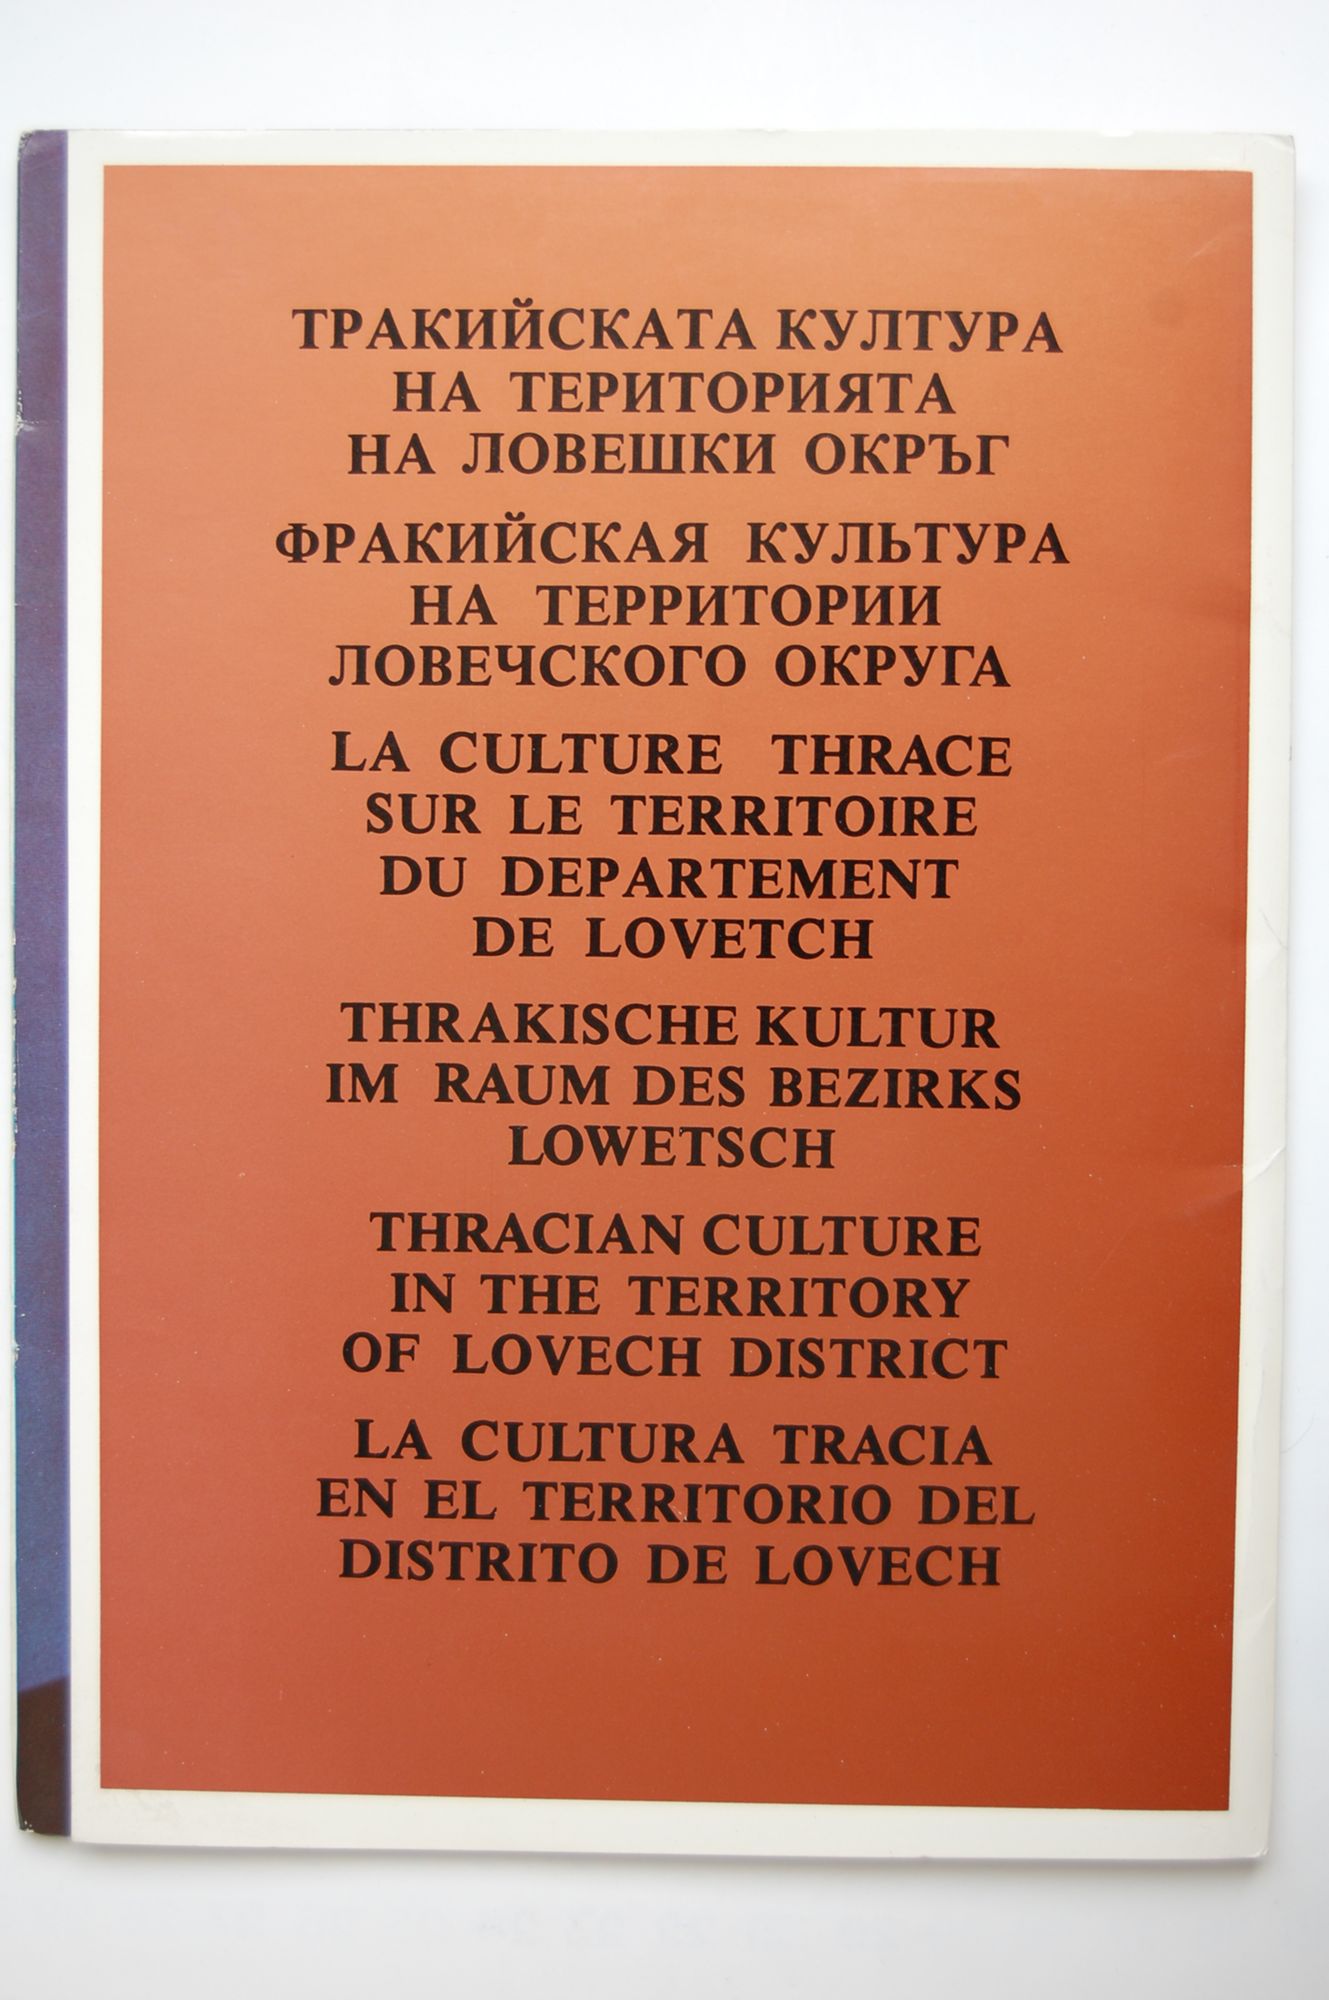 ТРАКИЙСКАТА КУЛТУРА
НА ТЕРИТОРИЯТА
НА ЛОВЕШКИ ОКРЪГ
ФРАКИЙСКАЯ КУЛЬТУРА
НА ТЕРРИТОРИИ
ЛОВЕЧСКОГО ОКРУГА
LA CULTURE THRACE
SUR LE TERRITOIRE
DU DEPARTEMENT
DE LOVETCH
THRAKISCHE KULTUR
IM RAUM DES BEZIRKS
LOWETSCH
THRACIAN CULTURE
IN THE TERRITORY
OF LOVECH DISTRICT
LA CULTURA TRACIA
EN EL TERRITORIO DEL
DISTRITO DE LOVECH